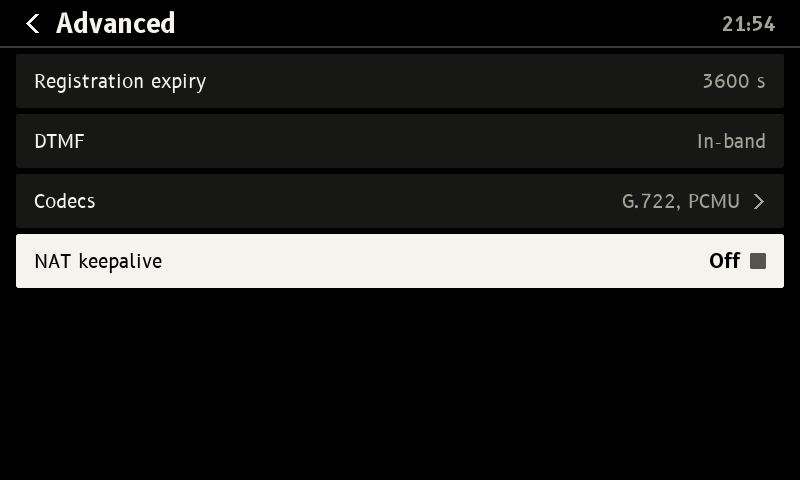 Advanced 21:54
Registration expiry 3600 s
DTMF In-band
Codecs G.722, PCMU
NAT keepalive Off